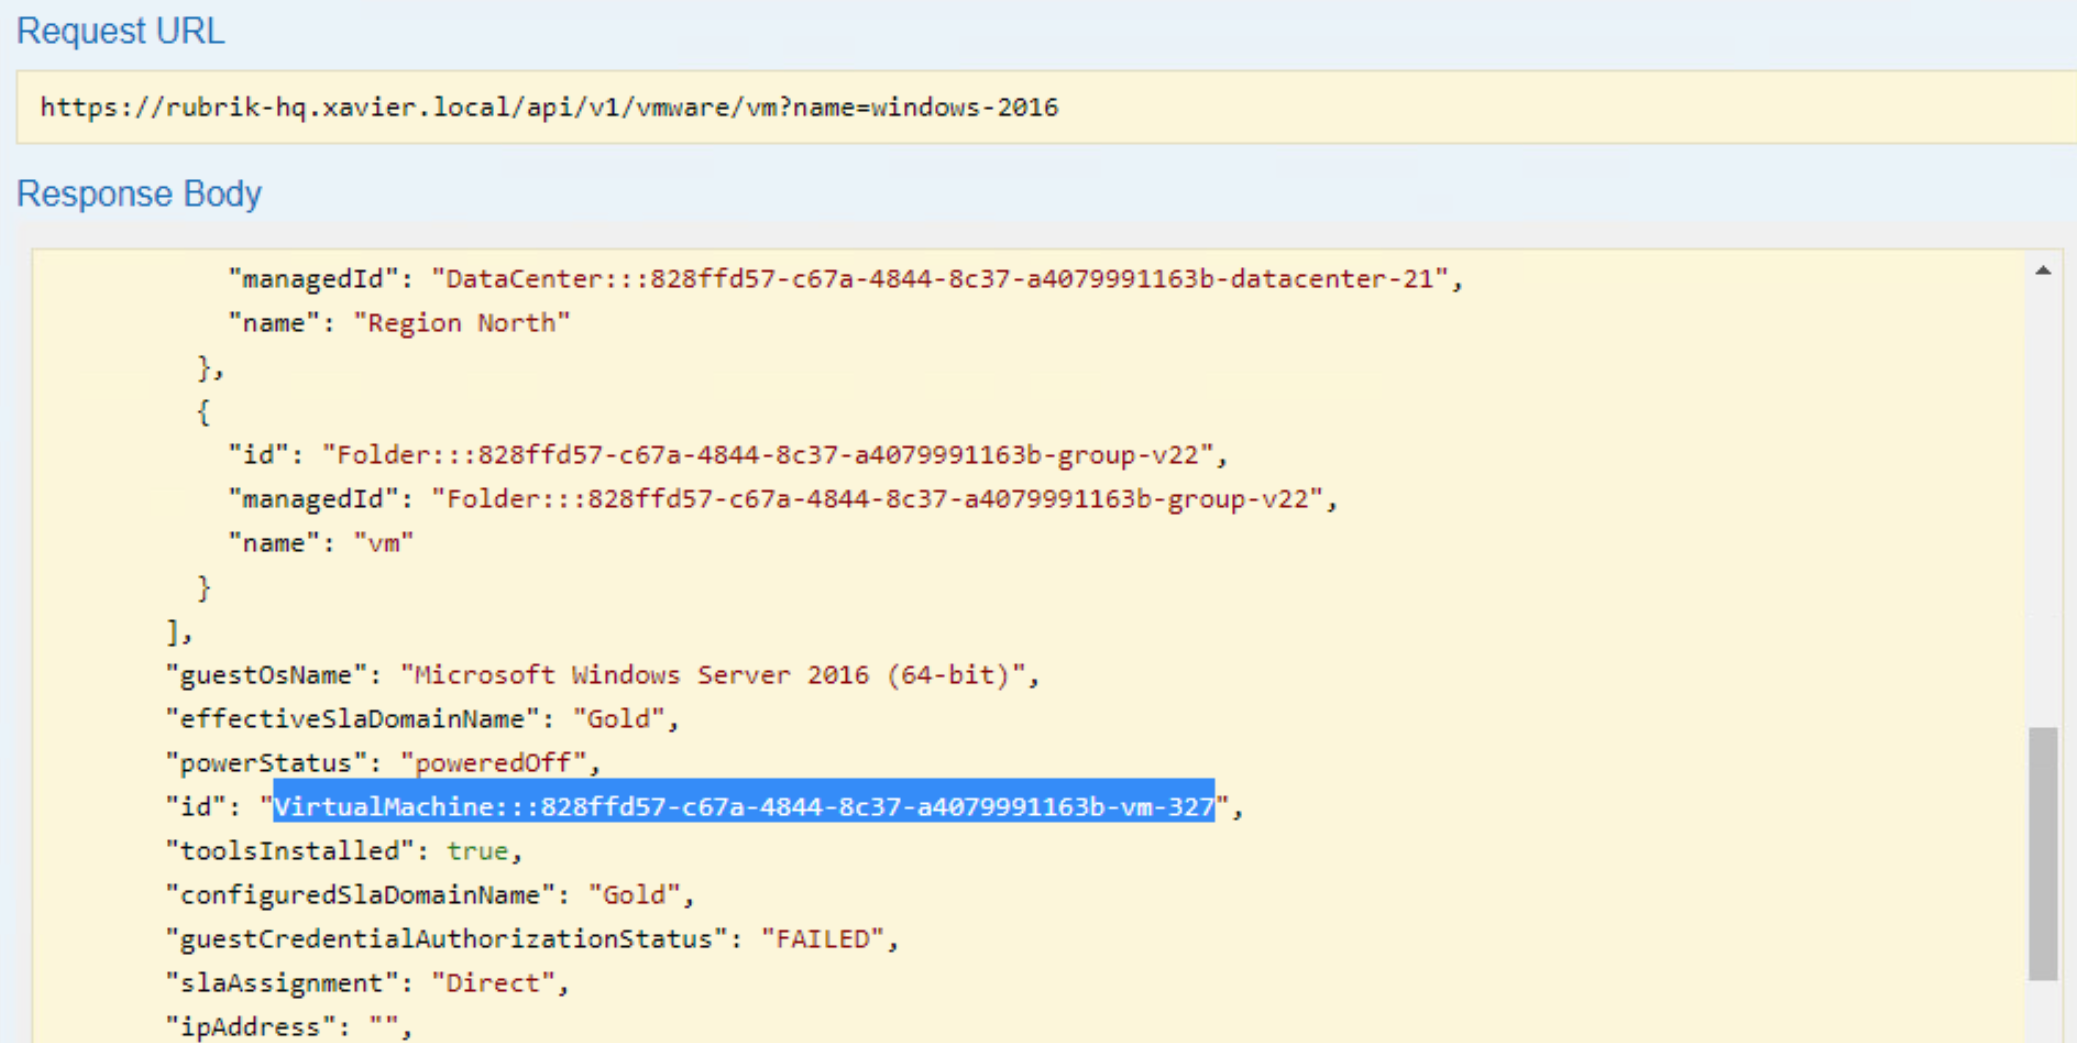 Request URL
https://rubrik-hq.xavier.local/api/v1/vmware/vm?name=windows-2016
Response Body
"managedId": "DataCenter:::828ffd57-c67a-4844-8c37-a4079991163b-datacenter-21",
"name": "Region North"
},
{
"id": "Folder:::828ffd57-c67a-4844-8c37-a4079991163b-group-v22",
"managedId": "Folder:::828ffd57-c67a-4844-8c37-a4079991163b-group-v22",
"name": "vm"
}
],
"guestOsName": "Microsoft Windows Server 2016 (64-bit)",
"effectiveSlaDomainName": "Gold",
"powerStatus": "poweredOff",
"id": "VirtualMachine:::828ffd57-c67a-4844-8c37-a4079991163b-vm-327",
"toolsInstalled": true,
"configuredSlaDomainName": "Gold",
"guestCredentialAuthorizationStatus": "FAILED",
"slaAssignment": "Direct",
"ipAddress": "",